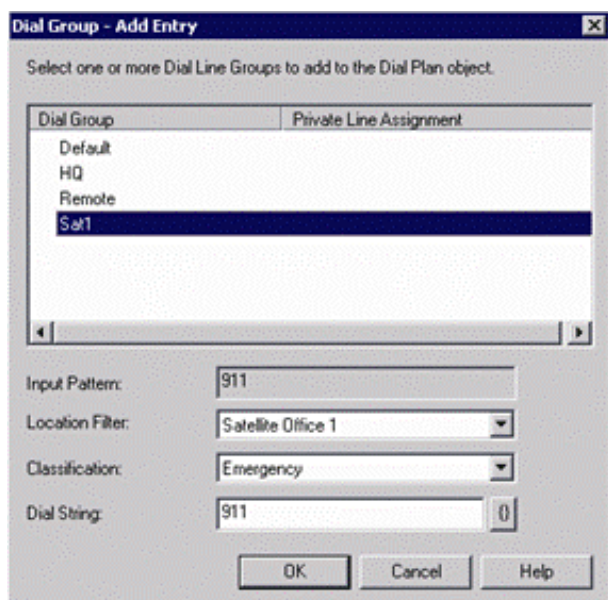 Dial Group - Add Entry
Select one or more Dial Line Groups to add to the Dial Plan object.
Dial Group Private Line Assignment
Default
HQ
Remote
Sat1
Input Pattern: 911
Location Filter: Satellite Office 1
Classification: Emergency
Dial String: 911 {}
OK Cancel Help